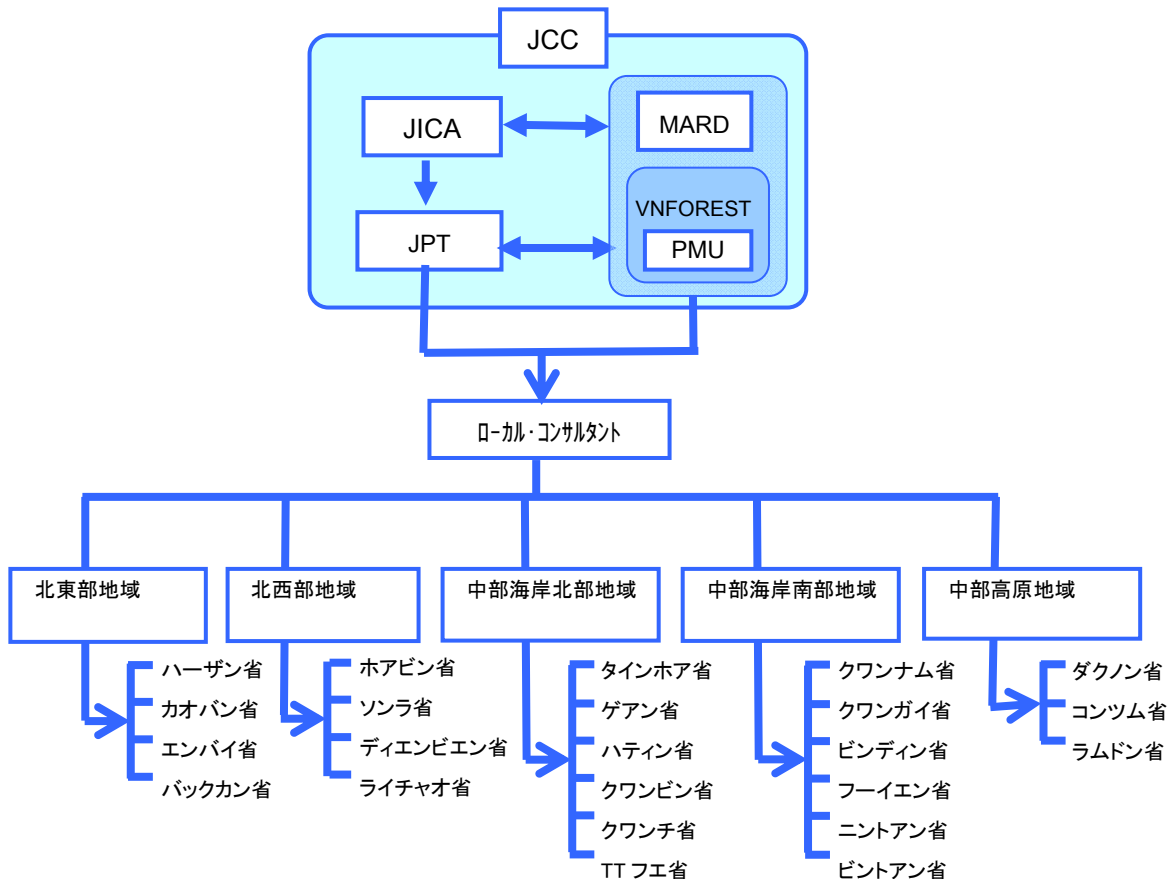 JCC
JICA
MARD
VNFOREST
JPT
PMU
ﾛｰｶﾙ・ｺﾝｻﾙﾀﾝﾄ
北東部地域
北西部地域
中部海岸北部地域
中部海岸南部地域
中部高原地域
ハーザン省
カオバン省
エンバイ省
バックカン省
ホアビン省
ソンラ省
ディエンビエン省
ライチャオ省
タインホア省
ゲアン省
ハティン省
クワンビン省
クワンチ省
TT フエ省
クワンナム省
クワンガイ省
ビンディン省
フーイエン省
ニントアン省
ビントアン省
ダクノン省
コンツム省
ラムドン省